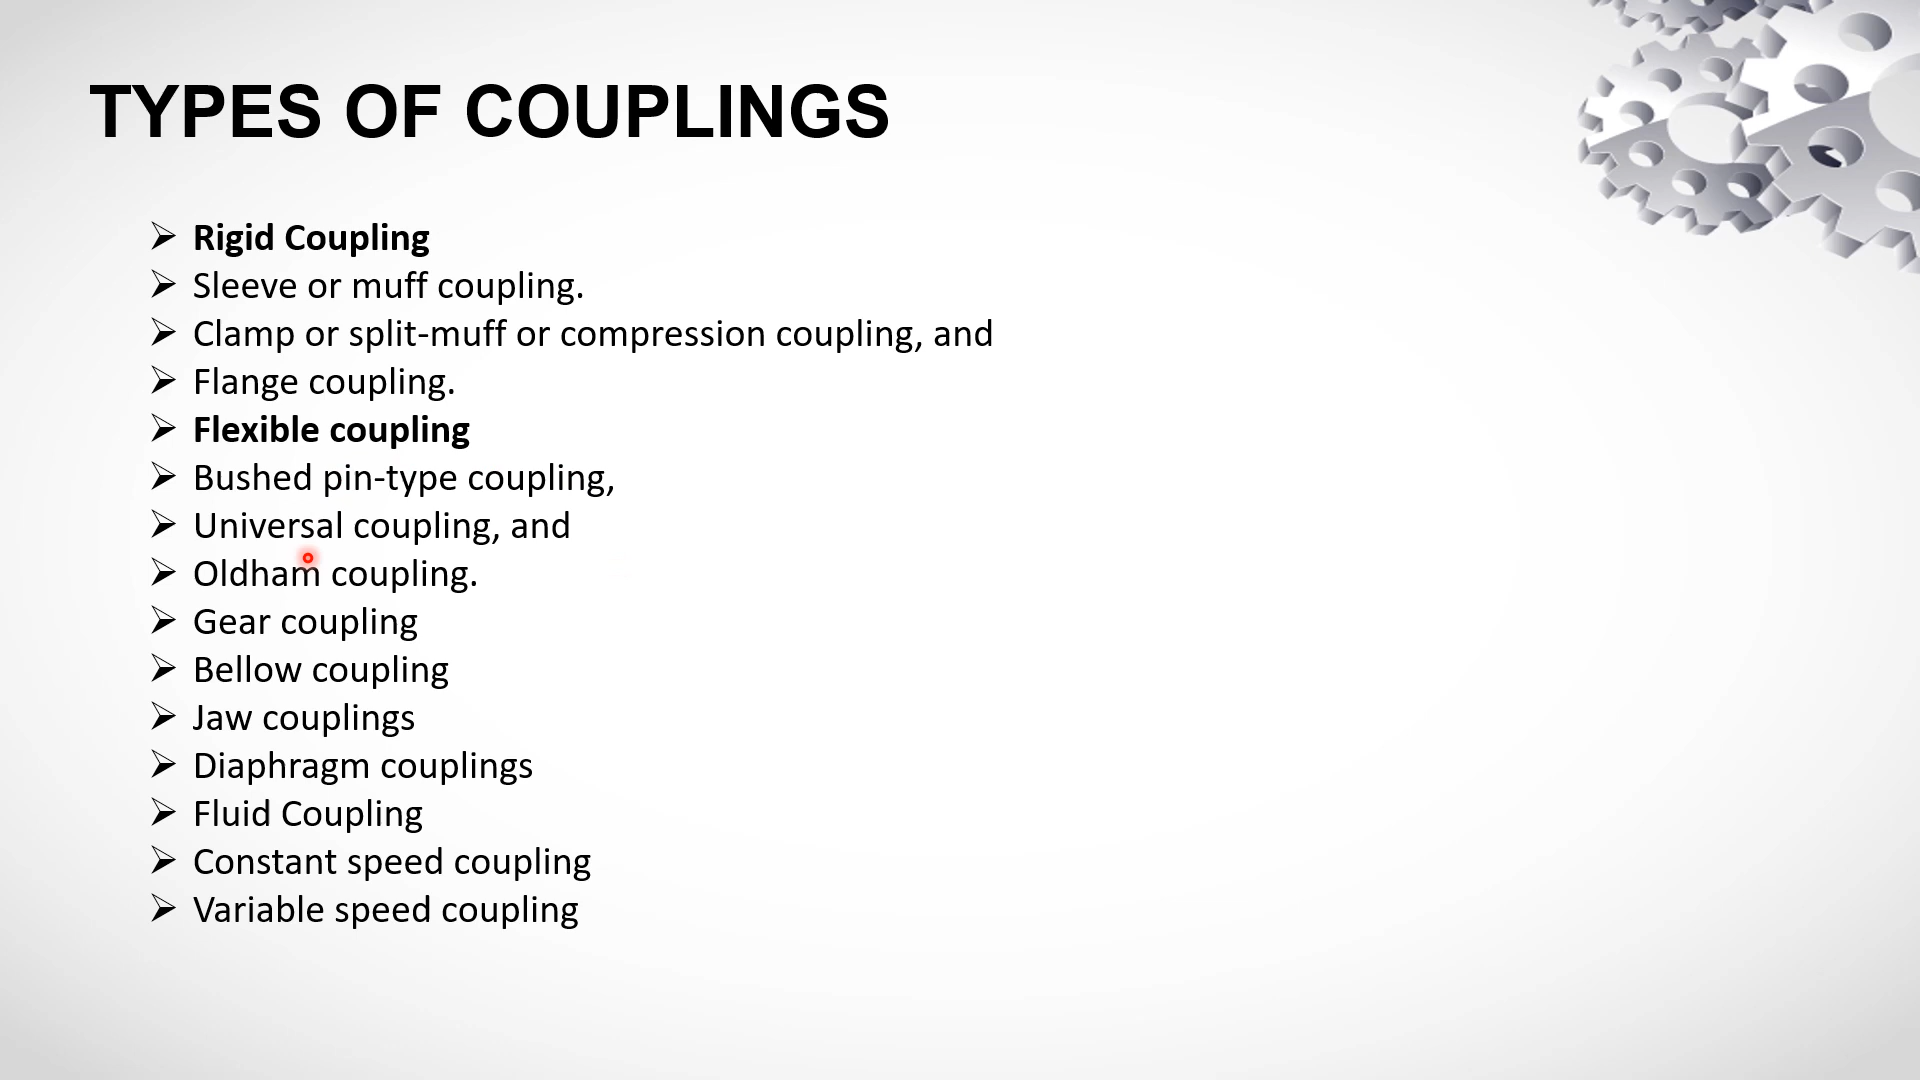 TYPES OF COUPLINGS
Rigid Coupling
Sleeve or muff coupling.
Clamp or split-muff or compression coupling, and
Flange coupling.
Flexible coupling
Bushed pin-type coupling,
Universal coupling, and
Oldham coupling.
Gear coupling
Bellow coupling
Jaw couplings
Diaphragm couplings
Fluid Coupling
Constant speed coupling
Variable speed coupling